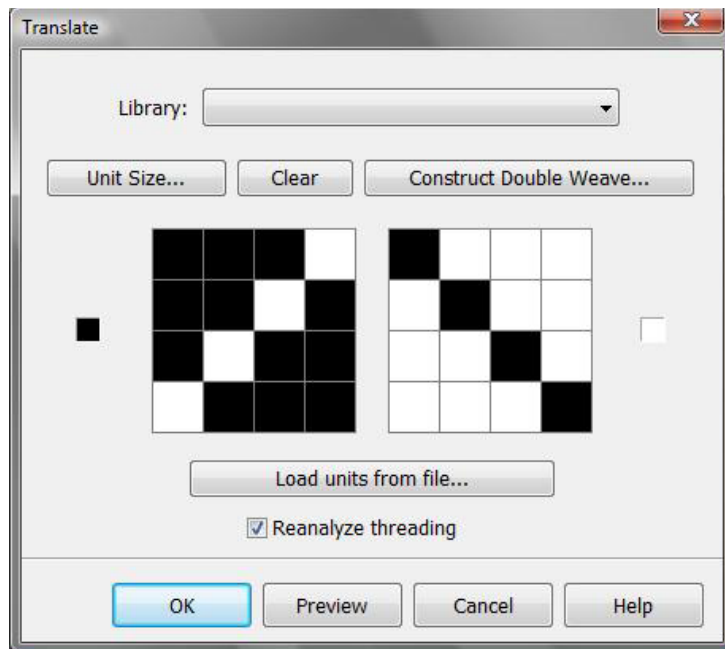 Translate
Library:
Unit Size... Clear Construct Double Weave...
Load units from file...
Reanalyze threading
OK Preview Cancel Help